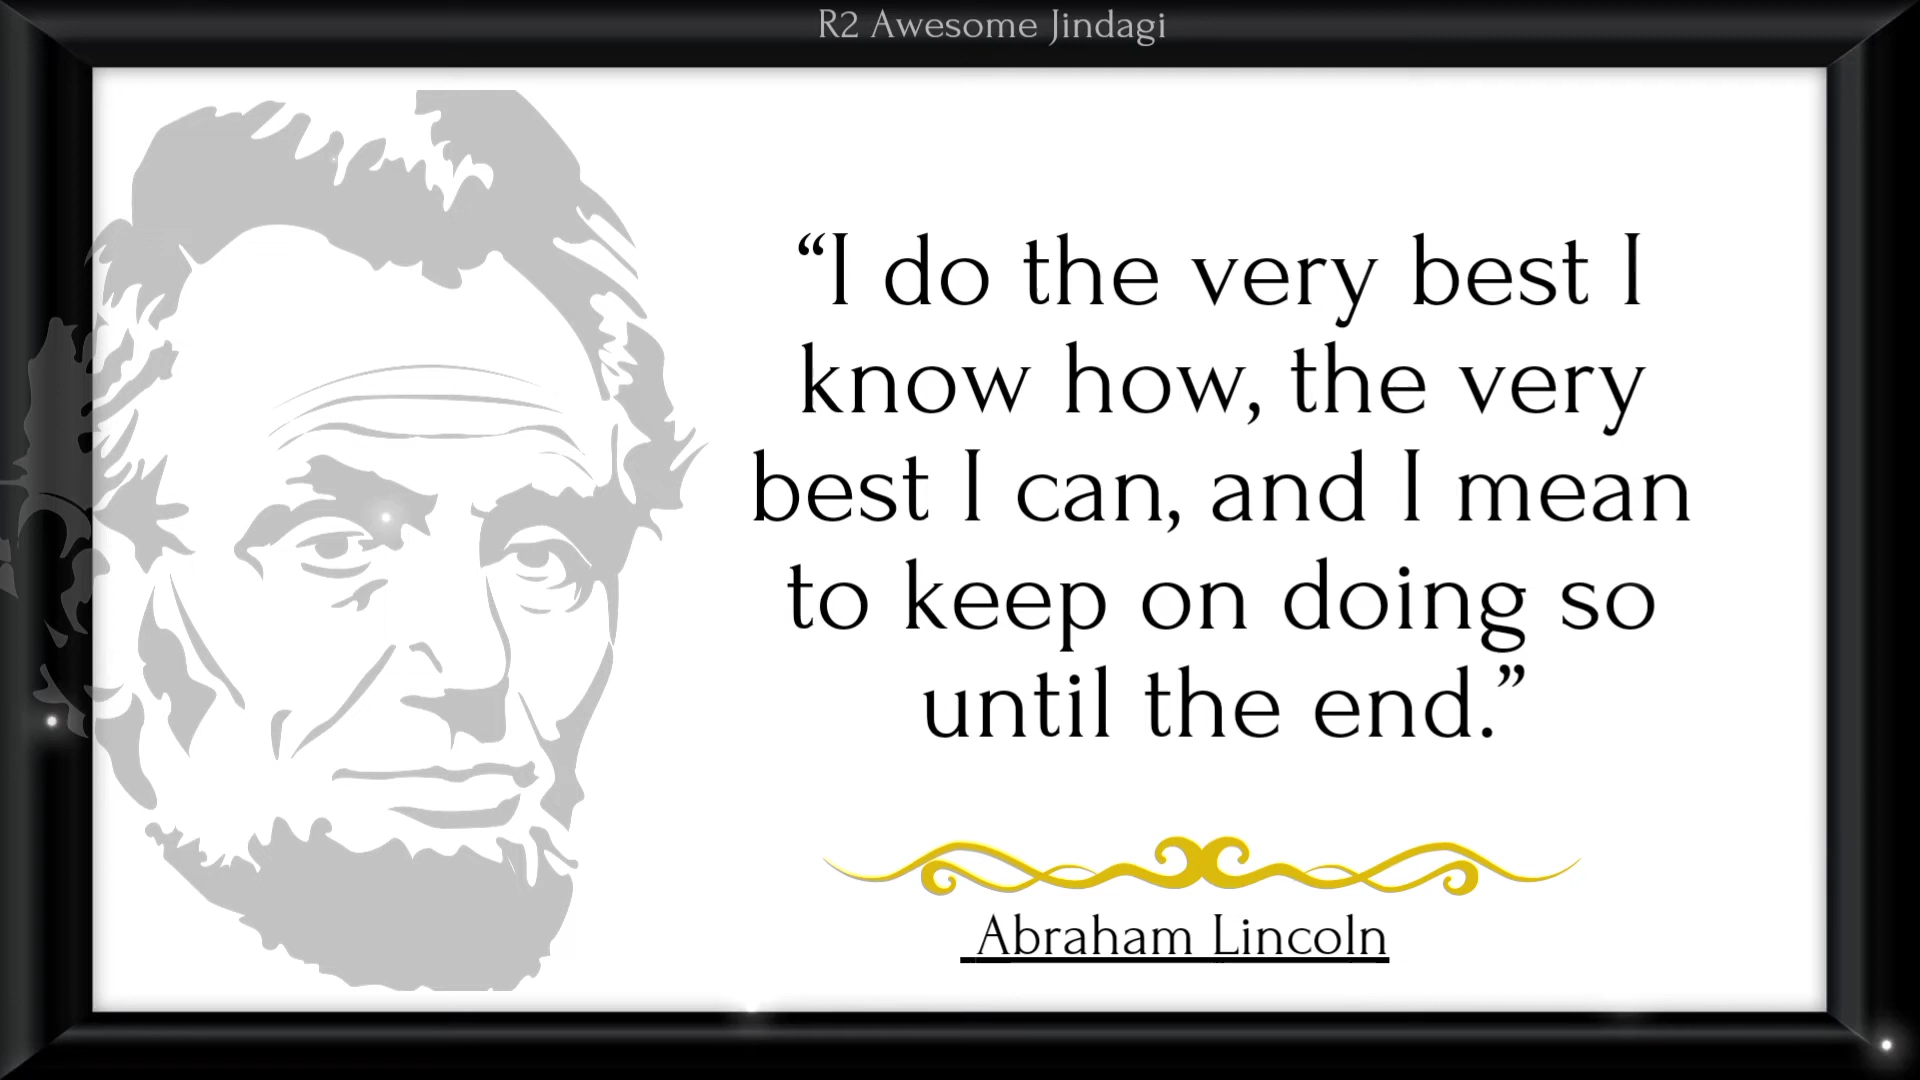 R2 Awesome Jindagi
“I do the very best I
know how, the very
best I can, and I mean
to keep on doing so
until the end.”
Abraham Lincoln